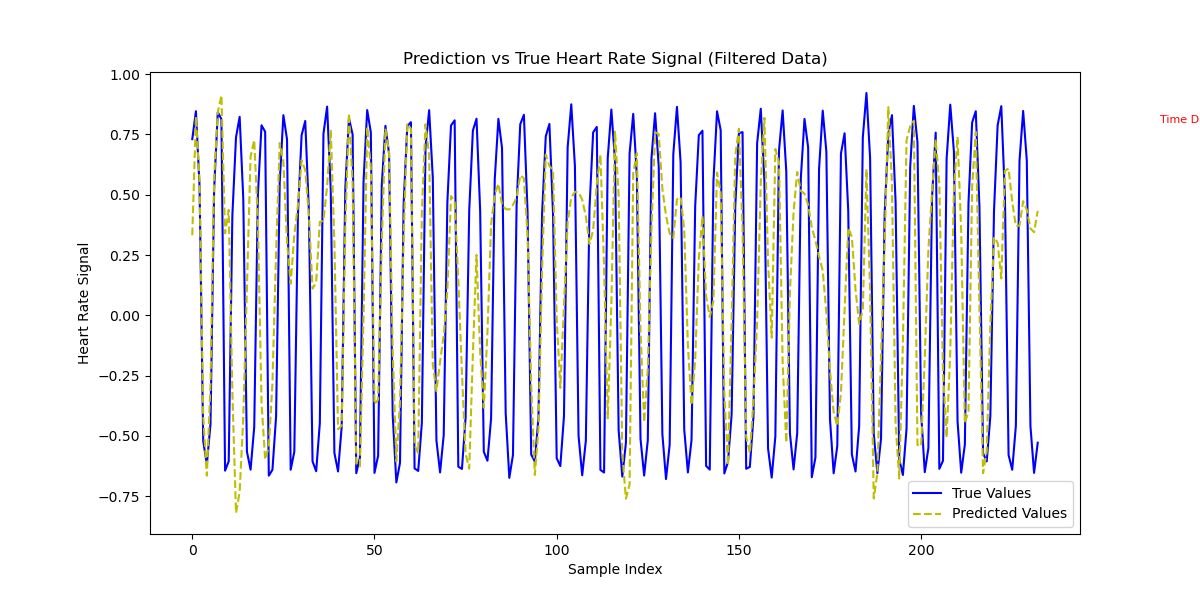 Prediction vs True Heart Rate Signal (Filtered Data)
Time D
1.00
0.75
0.50
0.25
0.00
−0.25
−0.50
−0.75
Heart Rate Signal
True Values
Predicted Values
0
50
100
150
200
Sample Index